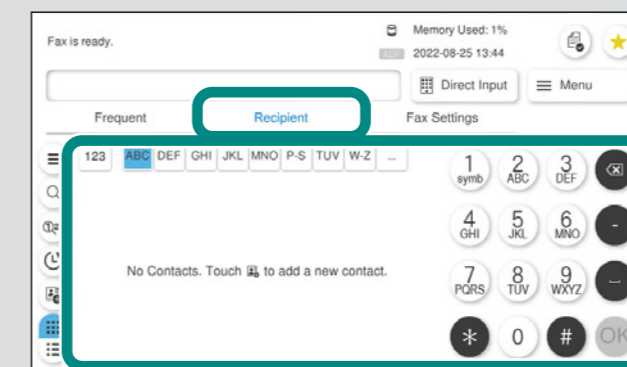 Fax is ready.
Memory Used: 1%
ADF
2022-08-25 13:44
Direct Input
Menu
Frequent
Recipient
Fax Settings
123 ABC DEF GHI JKL MNO P-S TUV W-Z ...
1 2 3
symb ABC DEF
4 5 6 -
GHI JKL MNO
No Contacts. Touch to add a new contact.
7 8 9
PQRS TUV WXYZ
* 0 # OK